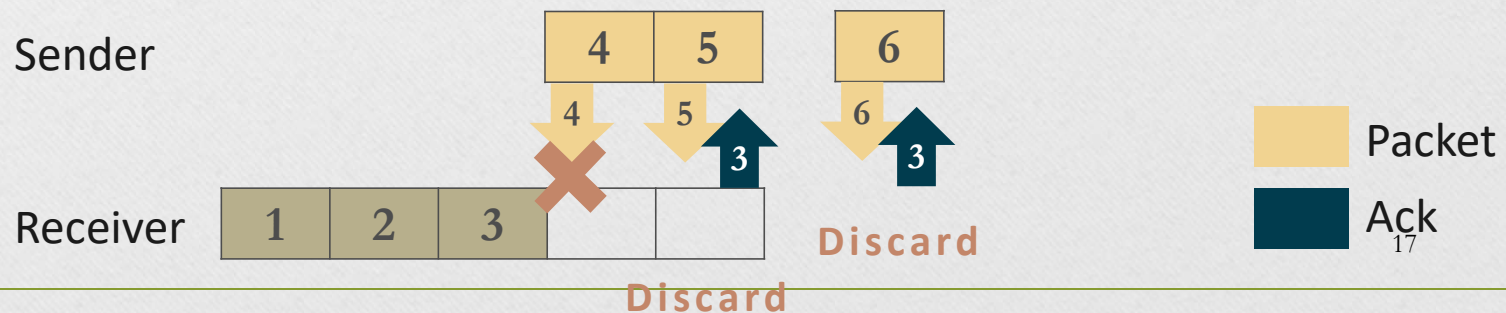 Sender
4 5 6
4 5 3 6 3
Packet
Receiver 1 2 3
Ack
17
Discard
Discard